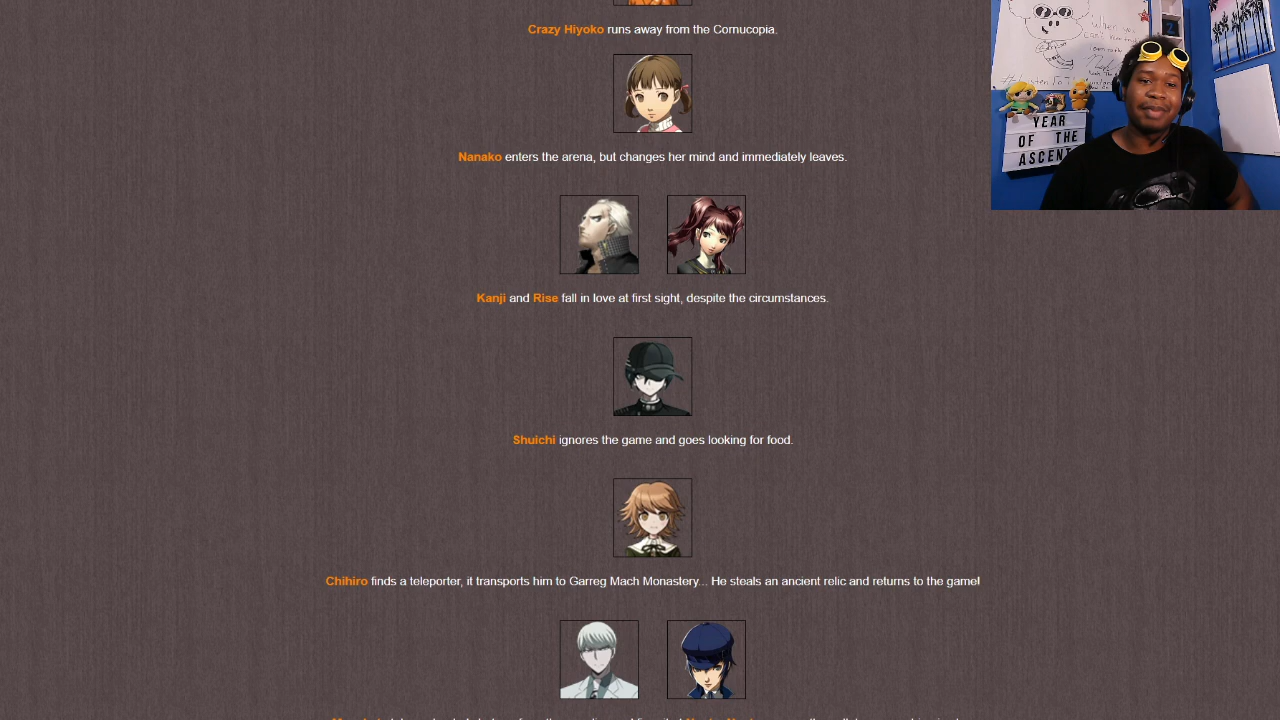 Crazy Hiyoko runs away from the Cornucopia.
Nanako enters the arena, but changes her mind and immediately leaves.
Kanji and Rise fall in love at first sight, despite the circumstances.
Shuichi ignores the game and goes looking for food.
Chihiro finds a teleporter, it transports him to Garreg Mach Monastery... He steals an ancient relic and returns to the game!
YEAR
OF THE
ASCENT